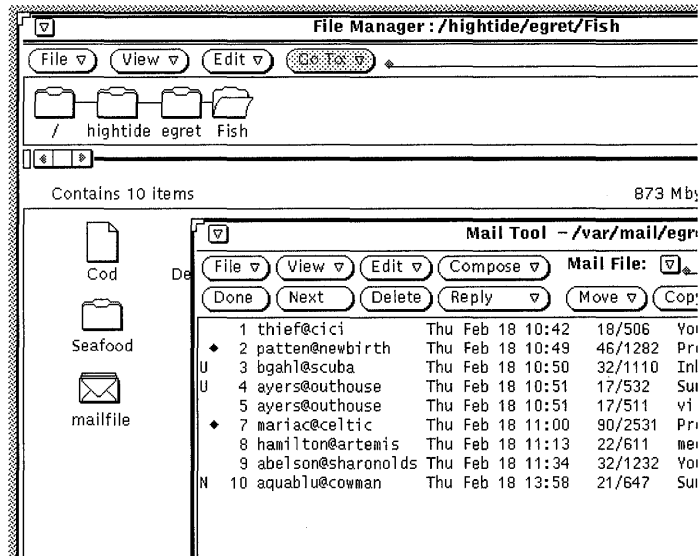 File Manager : /hightide/egret/Fish
File View Edit Go To
/ hightide egret Fish
Contains 10 items 873 Mby
Cod De
Seafood
mailfile
Mail Tool - /var/mail/egr
File View Edit Compose Mail File:
Done Next Delete Reply Move Copy
1 thief@cici Thu Feb 18 10:42 18/506 You
2 patten@newbirth Thu Feb 18 10:49 46/1282 Pr
U 3 bgahl@scuba Thu Feb 18 10:50 32/1110 Inl
U 4 ayers@outhouse Thu Feb 18 10:51 17/532 Sun
5 ayers@outhouse Thu Feb 18 10:51 17/511 vi
7 mariac@celtic Thu Feb 18 11:00 90/2531 Pr
8 hamilton@artemis Thu Feb 18 11:13 22/611 me
9 abelson@sharonolds Thu Feb 18 11:34 32/1232 You
N 10 aquablu@cowman Thu Feb 18 13:58 21/647 Sun